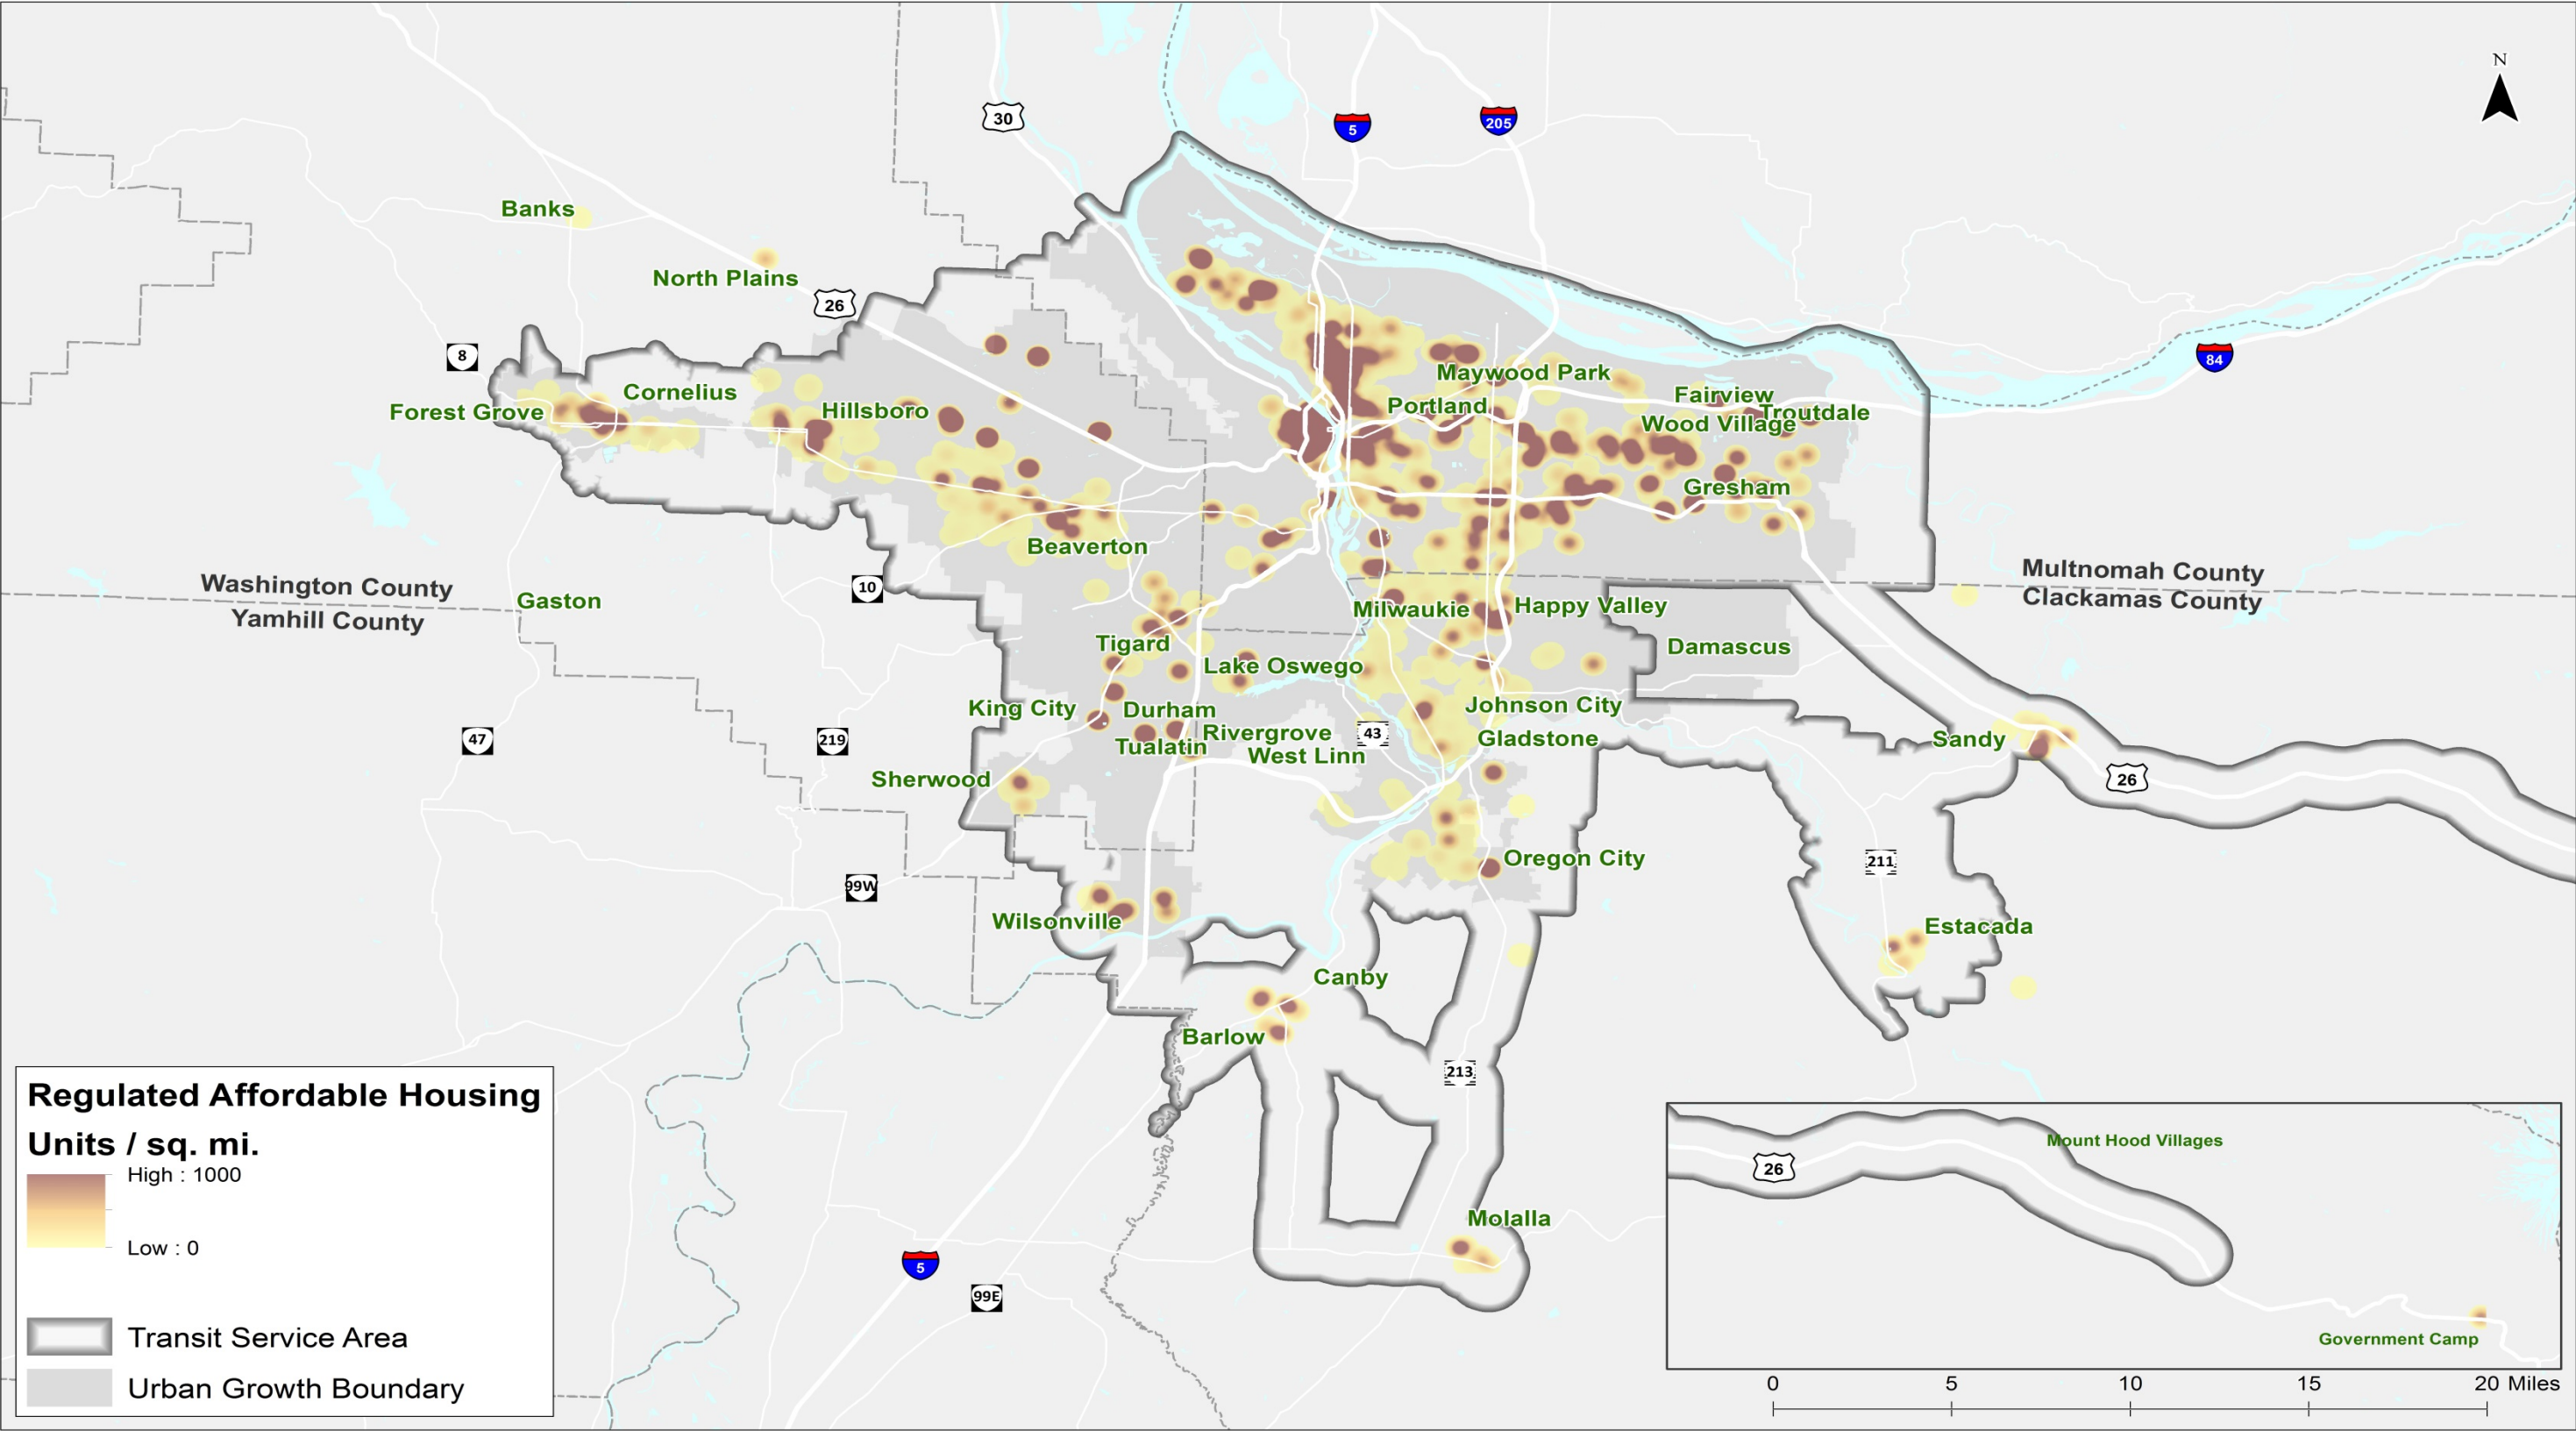 N
30
5
205
Banks
North Plains
26
8
84
Cornelius
Forest Grove
Hillsboro
Maywood Park
Portland
Fairview
Troutdale
Wood Village
Gresham
Beaverton
10
Washington County
Yamhill County
Gaston
Multnomah County
Clackamas County
Milwaukie
Happy Valley
Tigard
Damascus
Lake Oswego
King City
Durham
Johnson City
47
219
Rivergrove
43
Gladstone
Tualatin
West Linn
Sandy
Sherwood
26
99W
Oregon City
211
Wilsonville
Estacada
Canby
Barlow
213
Molalla
5
99E
Regulated Affordable Housing
Units / sq. mi.
High : 1000
Low : 0
Transit Service Area
Urban Growth Boundary
Mount Hood Villages
26
Government Camp
0 5 10 15 20 Miles